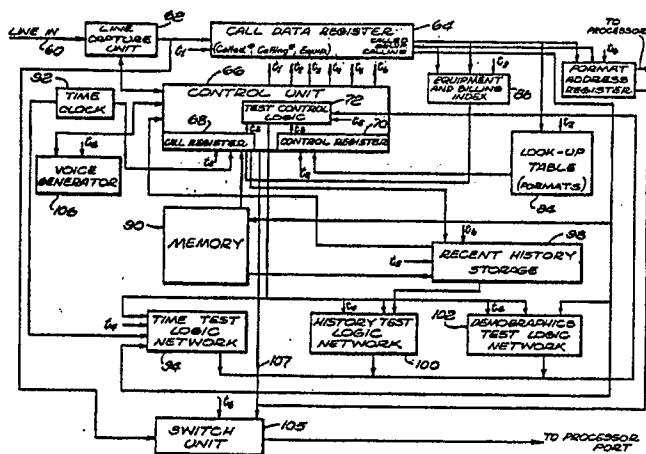 LINE IN
60
LINE CAPTURE UNIT
62
CALL DATA REGISTER
64
(Called #, Calling #, Equip)
CALLED
EQUIP
CALLING
TO PROCESSOR
FORMAT ADDRESS REGISTER
92
TIME CLOCK
66
CONTROL UNIT
TEST CONTROL LOGIC
72
68
CALL REGISTER
CONTROL REGISTER
70
EQUIPMENT AND BILLING INDEX
86
LOOK-UP TABLE
(FORMATS)
84
VOICE GENERATOR
106
90
MEMORY
98
RECENT HISTORY STORAGE
TIME TEST LOGIC NETWORK
94
107
HISTORY TEST LOGIC NETWORK
100
102
DEMOGRAPHICS TEST LOGIC NETWORK
SWITCH UNIT
105
TO PROCESSOR PORT